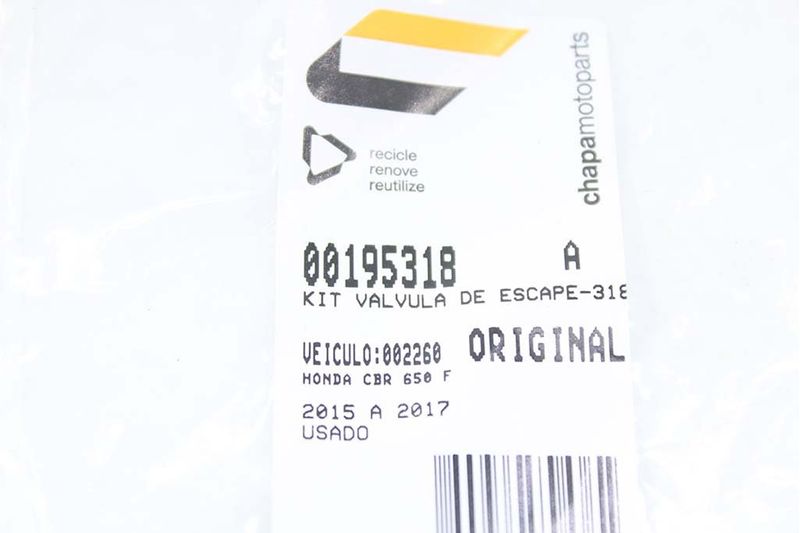 chapamotoparts
recicle
renove
reutilize
00195318 A
KIT VALVULA DE ESCAPE-318
VEICULO:002260 ORIGINAL
HONDA CBR 650 F
2015 A 2017
USADO